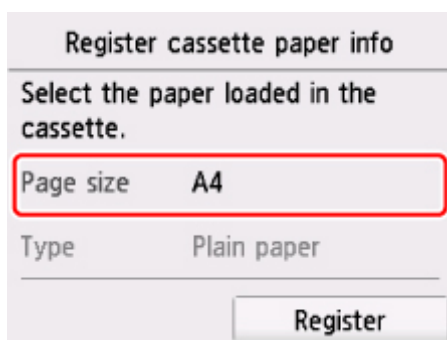 Register cassette paper info
Select the paper loaded in the
cassette.
Page size A4
Type Plain paper
Register